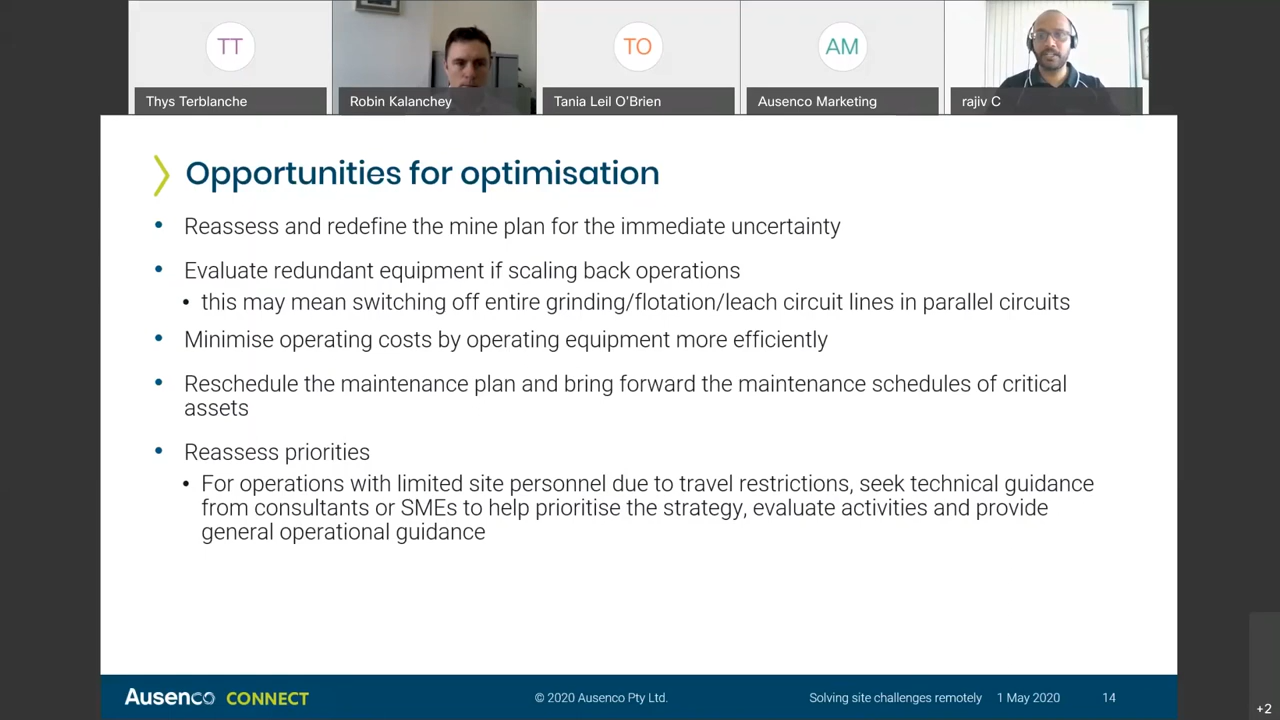 TT
TO
AM
Thys Terblanche
Robin Kalanchey
Tania Leil O'Brien
Ausenco Marketing
rajiv C
Opportunities for optimisation
• Reassess and redefine the mine plan for the immediate uncertainty
• Evaluate redundant equipment if scaling back operations
• this may mean switching off entire grinding/flotation/leach circuit lines in parallel circuits
• Minimise operating costs by operating equipment more efficiently
• Reschedule the maintenance plan and bring forward the maintenance schedules of critical
assets
• Reassess priorities
• For operations with limited site personnel due to travel restrictions, seek technical guidance
from consultants or SMEs to help prioritise the strategy, evaluate activities and provide
general operational guidance
Ausenco CONNECT
© 2020 Ausenco Pty Ltd.
Solving site challenges remotely
1 May 2020
14
+2